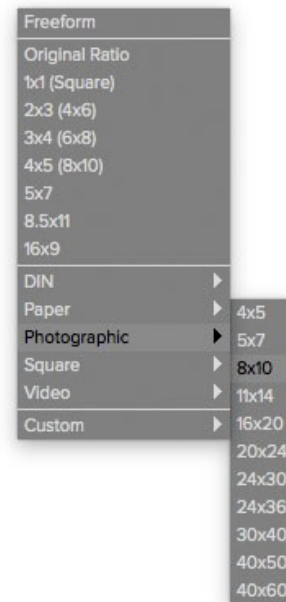 Freeform
Original Ratio
1x1 (Square)
2x3 (4x6)
3x4 (6x8)
4x5 (8x10)
5x7
8.5x11
16x9
DIN
Paper
Photographic
Square
Video
Custom
4x5
5x7
8x10
11x14
16x20
20x24
24x30
24x36
30x40
40x50
40x60